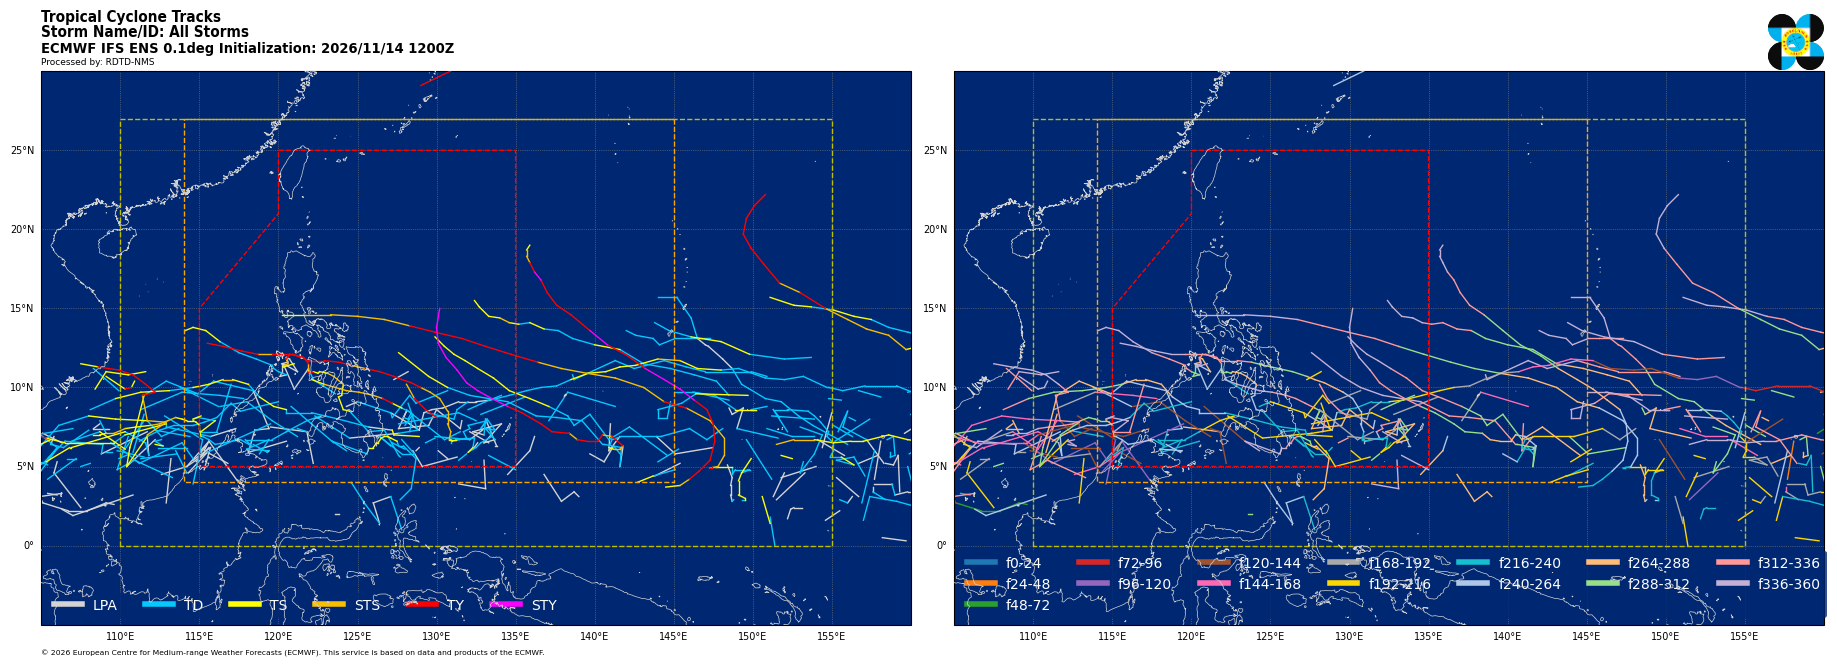 Tropical Cyclone Tracks
Storm Name/ID: All Storms
ECMWF IFS ENS 0.1deg Initialization: 2026/11/14 1200Z
Processed by: RDTD-NMS
25°N 25°N
20°N 20°N
15°N 15°N
10°N 10°N
5°N 5°N
0° 0°
LPA TD TS STS TY STY
f0-24 f72-96 f120-144 f168-192 f216-240 f264-288 f312-336
f24-48 f96-120 f144-168 f192-216 f240-264 f288-312 f336-360
f48-72
110°E 115°E 120°E 125°E 130°E 135°E 140°E 145°E 150°E 155°E 110°E 115°E 120°E 125°E 130°E 135°E 140°E 145°E 150°E 155°E
© 2026 European Centre for Medium-range Weather Forecasts (ECMWF). This service is based on data and products of the ECMWF.